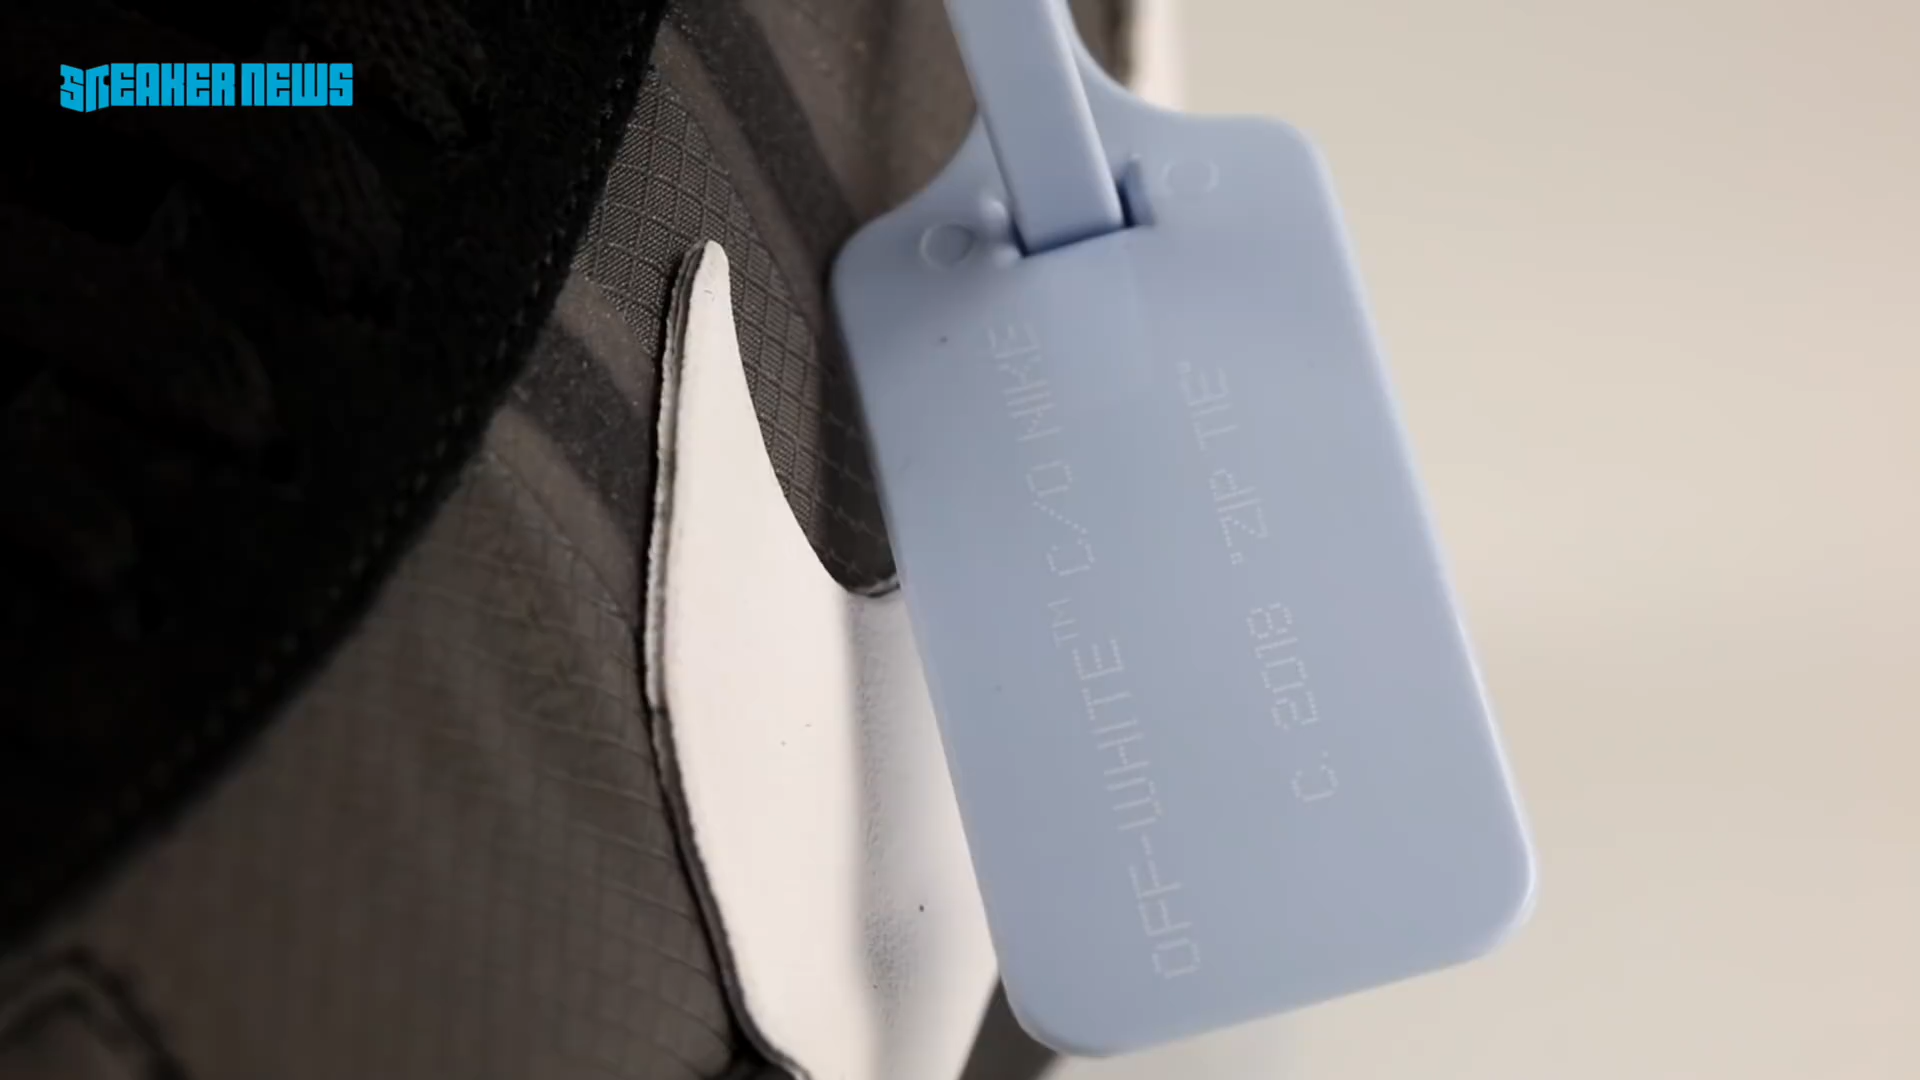 SNEAKER NEWS
OFF-WHITE™ C/O NIKE
C. 2018 "ZIP TIE"